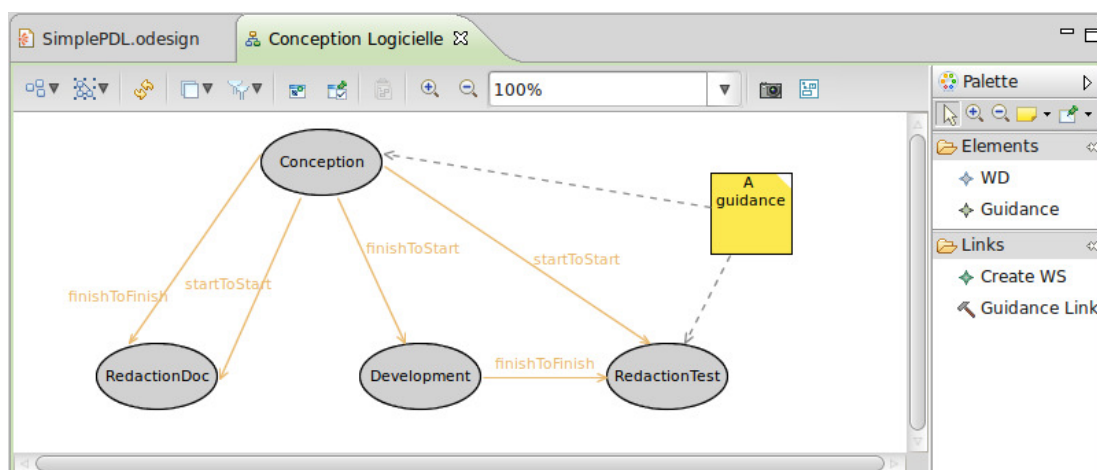 SimplePDL.odesign
Conception Logicielle
100%
Palette
Elements
WD
Guidance
Links
Create WS
Guidance Link
Conception
A
guidance
finishToStart
startToStart
startToStart
finishToFinish
RedactionDoc
Development
finishToFinish
RedactionTest